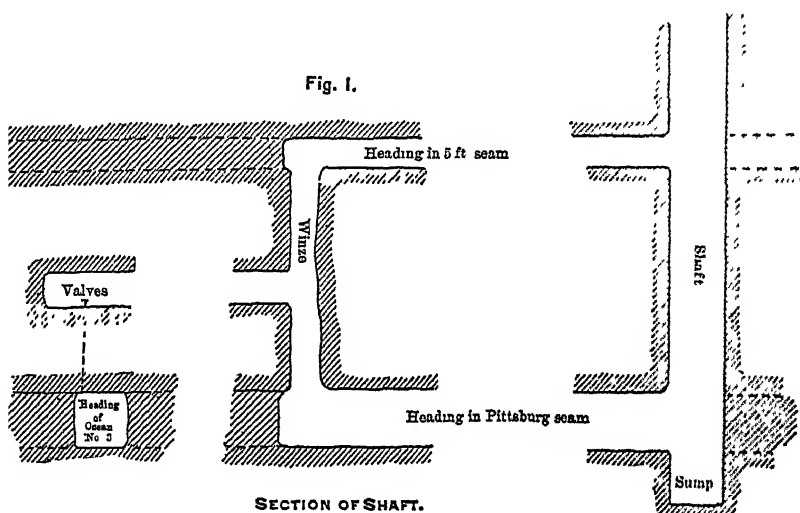 Fig. 1.
Heading in 5 ft seam
Winze
Shaft
Valves
Heading
of
Ocean
No 3
Heading in Pittsburg seam
Sump
SECTION OF SHAFT.